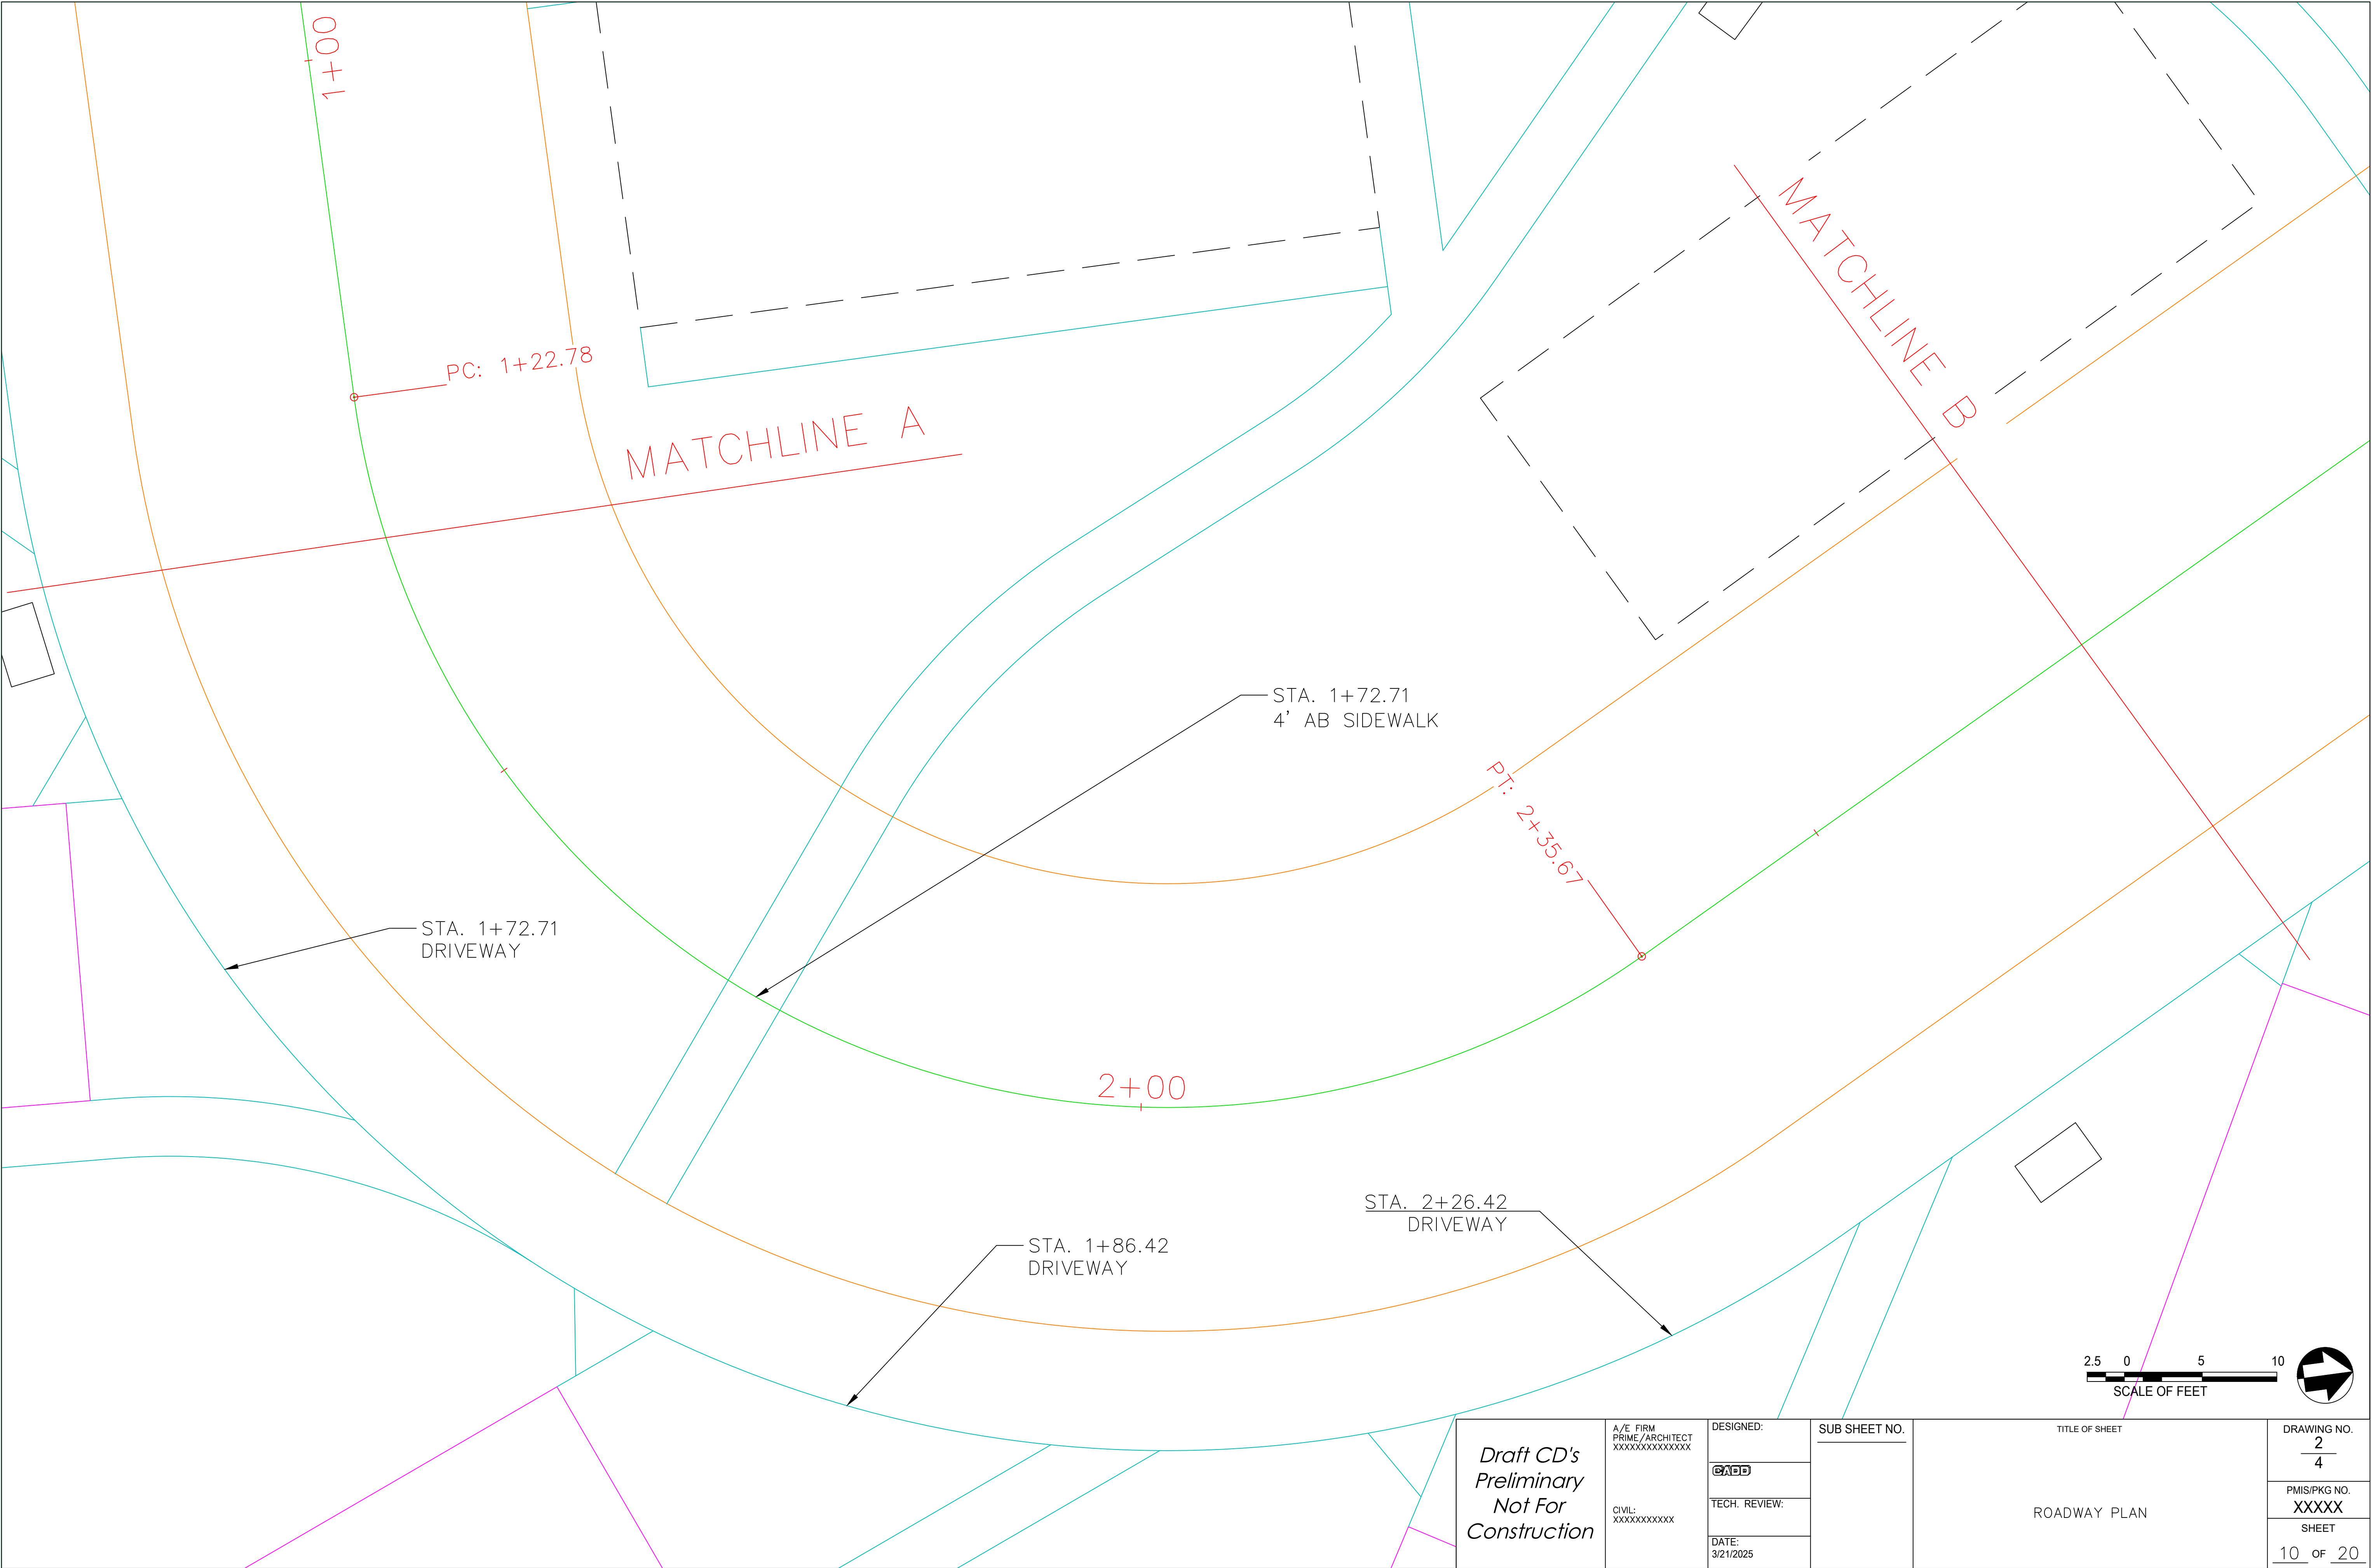 1+00
PC: 1+22.78
MATCHLINE A
MATCHLINE B
STA. 1+72.71
4' AB SIDEWALK
PT: 2+35.67
STA. 1+72.71
DRIVEWAY
2+00
STA. 2+26.42
DRIVEWAY
STA. 1+86.42
DRIVEWAY
2.5 0 5 10
SCALE OF FEET
Draft CD's
Preliminary
Not For
Construction
A/E FIRM
PRIME/ARCHITECT
XXXXXXXXXXXXXX
CIVIL:
XXXXXXXXXXX
DESIGNED:
CADD
TECH. REVIEW:
DATE:
3/21/2025
SUB SHEET NO.
TITLE OF SHEET
ROADWAY PLAN
DRAWING NO.
2
4
PMIS/PKG NO.
XXXXX
SHEET
10 OF 20